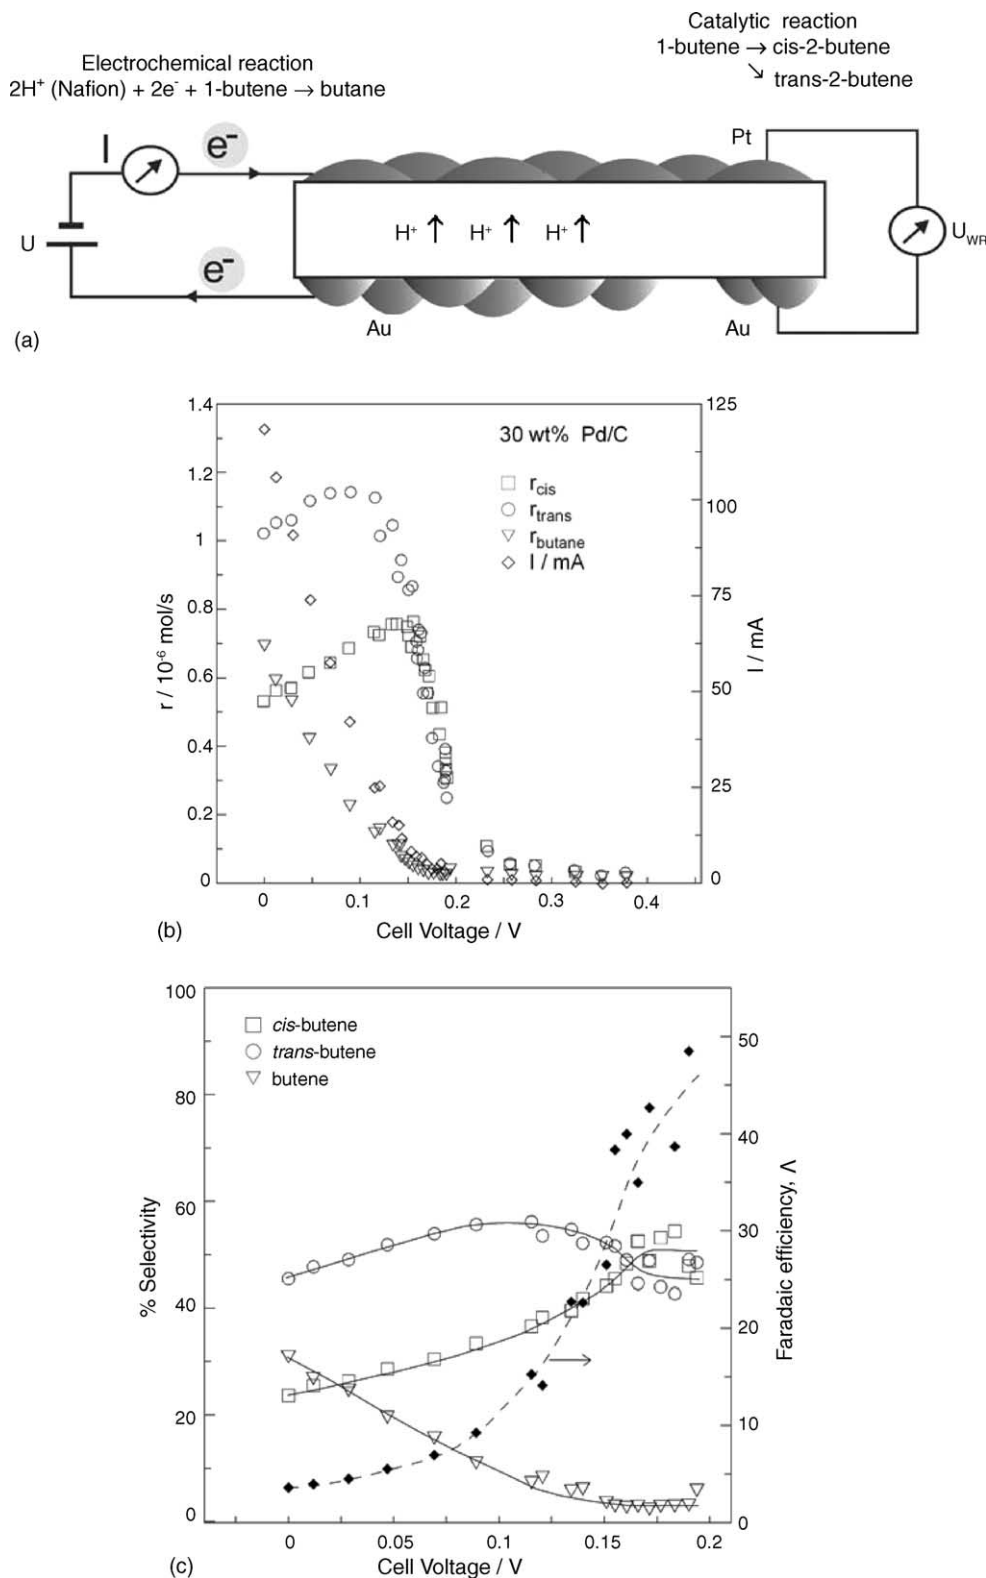 Catalytic reaction
1-butene → cis-2-butene
↘ trans-2-butene
Electrochemical reaction
2H⁺ (Nafion) + 2e⁻ + 1-butene → butane
I
e⁻
Pt
H⁺ H⁺ H⁺
U
U_WR
e⁻
Au
Au
(a)
1.4
1.2
1
0.8
0.6
0.4
0.2
0
r / 10⁻⁶ mol/s
125
100
75
50
25
0
I / mA
30 wt% Pd/C
r_cis
r_trans
r_butane
I / mA
0 0.1 0.2 0.3 0.4
Cell Voltage / V
(b)
100
80
60
40
20
0
% Selectivity
cis-butene
trans-butene
butene
50
40
30
20
10
0
Faradaic efficiency, Λ
0 0.05 0.1 0.15 0.2
Cell Voltage / V
(c)